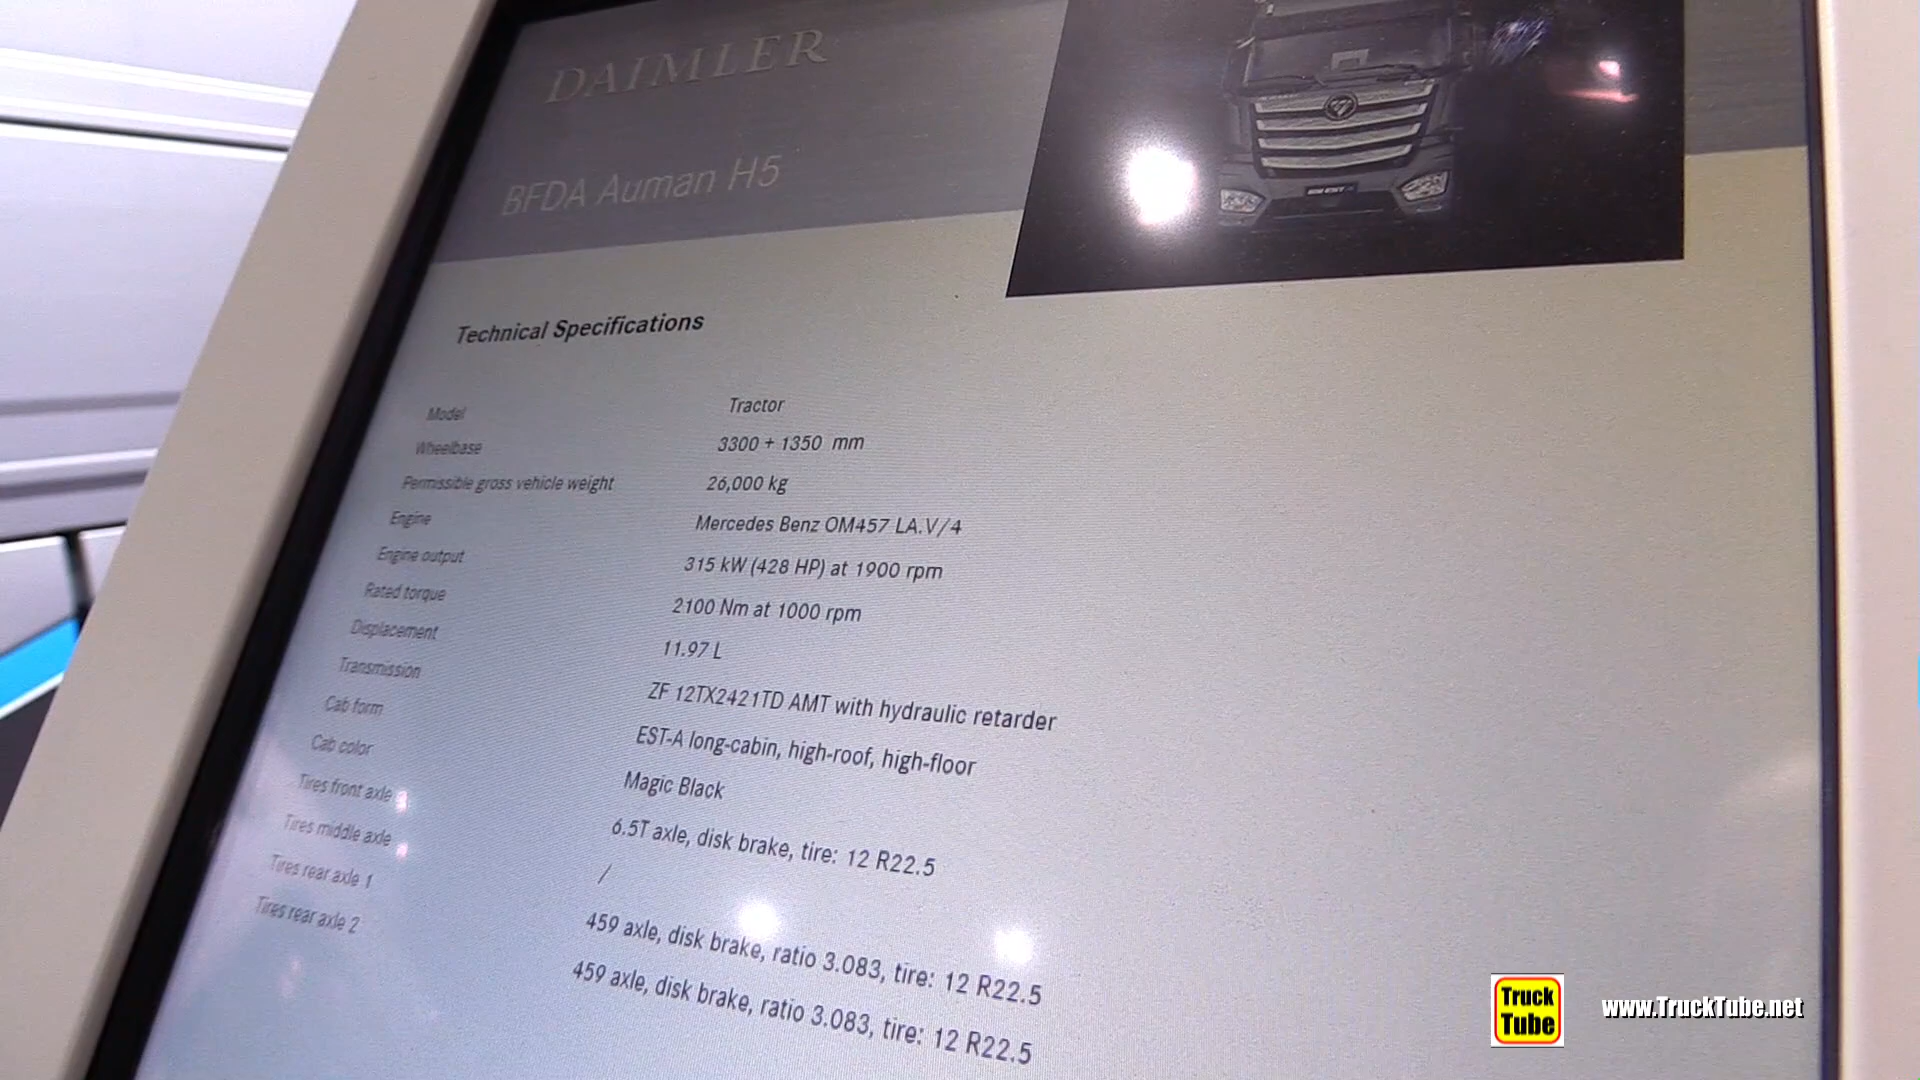 DAIMLER
BFDA Auman H5
Technical Specifications
Model Tractor
Wheelbase 3300 + 1350 mm
Permissible gross vehicle weight 26,000 kg
Engine Mercedes Benz OM457 LA.V/4
Engine output 315 kW (428 HP) at 1900 rpm
Rated torque 2100 Nm at 1000 rpm
Displacement 11.97 L
Transmission ZF 12TX2421TD AMT with hydraulic retarder
Cab form EST-A long-cabin, high-roof, high-floor
Cab color Magic Black
Tires front axle 6.5T axle, disk brake, tire: 12 R22.5
Tires middle axle /
Tires rear axle 1 459 axle, disk brake, ratio 3.083, tire: 12 R22.5
Tires rear axle 2 459 axle, disk brake, ratio 3.083, tire: 12 R22.5
Truck
Tube
www.TruckTube.net